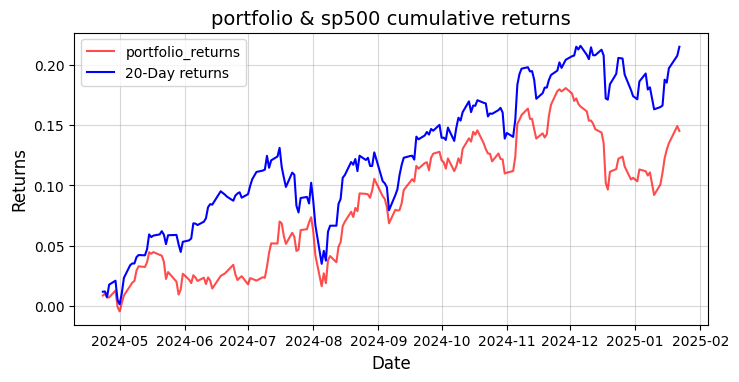 portfolio & sp500 cumulative returns
portfolio_returns
20-Day returns
Returns
0.20
0.15
0.10
0.05
0.00
2024-05 2024-06 2024-07 2024-08 2024-09 2024-10 2024-11 2024-12 2025-01 2025-02
Date